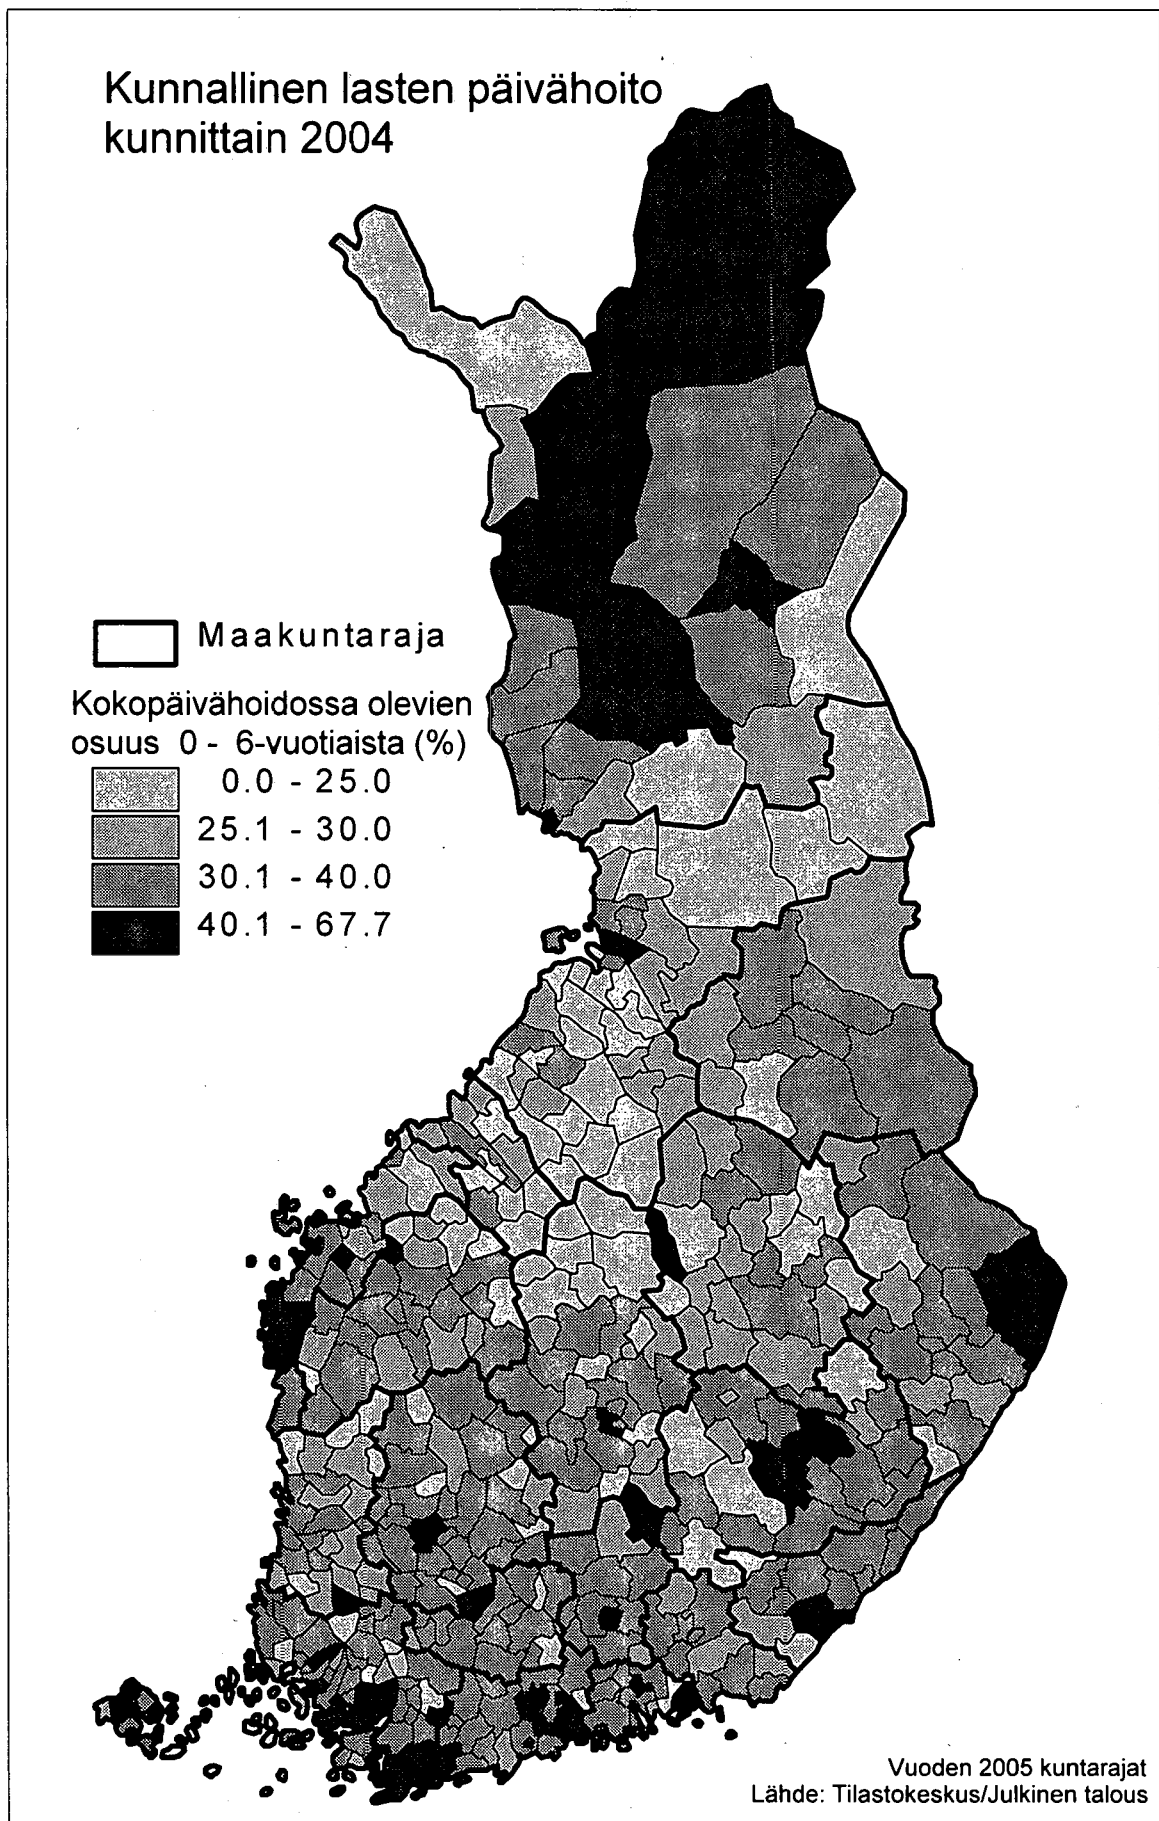 Kunnallinen lasten päivähoito
kunnittain 2004
Maakuntaraja
Kokopäivähoidossa olevien
osuus 0 - 6-vuotiaista (%)
0.0 - 25.0
25.1 - 30.0
30.1 - 40.0
40.1 - 67.7
Vuoden 2005 kuntarajat
Lähde: Tilastokeskus/Julkinen talous